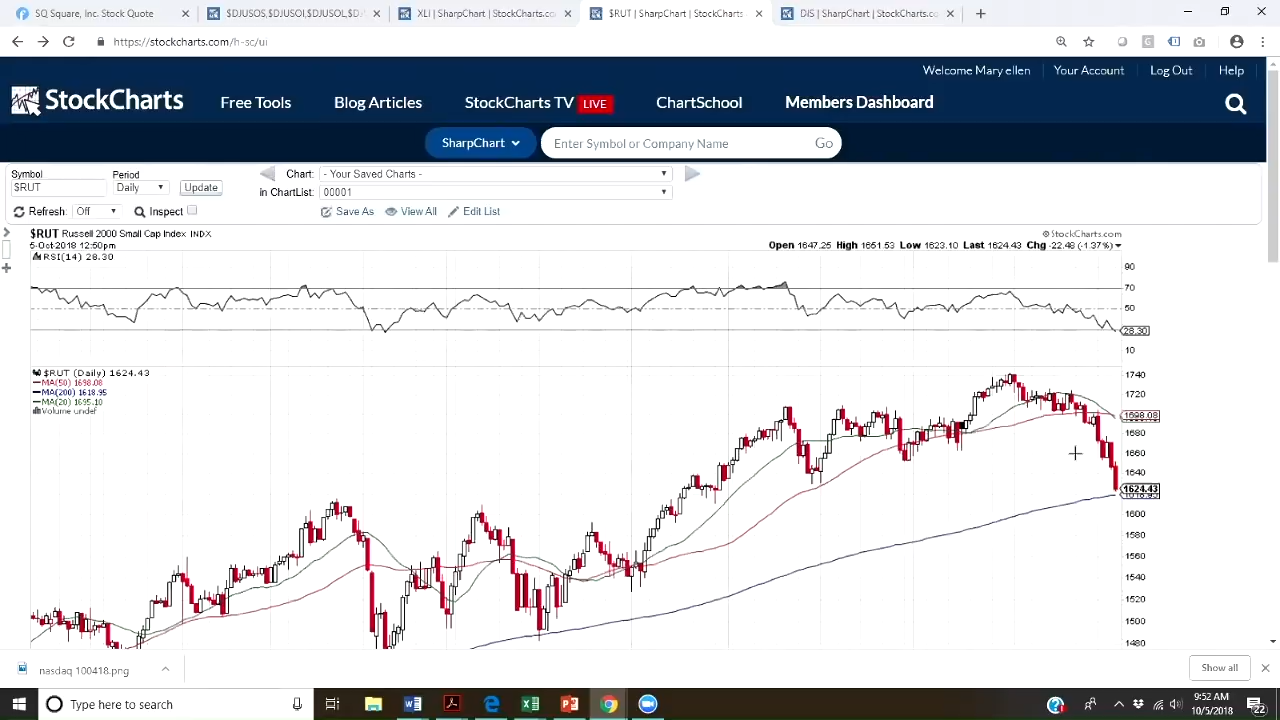 SQ Square, Inc. Stock Quote
$DJUSOS,$DJUSOI,$DJUSOL,$DJ
XLI | SharpChart | StockCharts.co
$RUT | SharpChart | StockCharts
DIS | SharpChart | StockCharts.co
https://stockcharts.com/h-sc/ui
Welcome Mary ellen
Your Account
Log Out
Help
StockCharts
Free Tools
Blog Articles
StockCharts TV LIVE
ChartSchool
Members Dashboard
SharpChart
Enter Symbol or Company Name
Go
Symbol
Period
$RUT
Daily
Update
Chart: - Your Saved Charts -
in ChartList: 00001
Refresh: Off
Inspect
Save As
View All
Edit List
$RUT Russell 2000 Small Cap Index INDX
© StockCharts.com
5-Oct-2018 12:50pm
Open 1647.25 High 1651.53 Low 1623.10 Last 1624.43 Chg -22.48 (-1.37%)
RSI(14) 28.30
90
70
50
28.30
10
$RUT (Daily) 1624.43
MA(50) 1698.08
MA(200) 1618.95
MA(20) 1695.10
Volume undef
1740
1720
1698.08
1680
1660
1640
1624.43
1600
1580
1560
1540
1520
1500
1480
nasdaq 100418.png
Show all
Type here to search
9:52 AM
10/5/2018
22